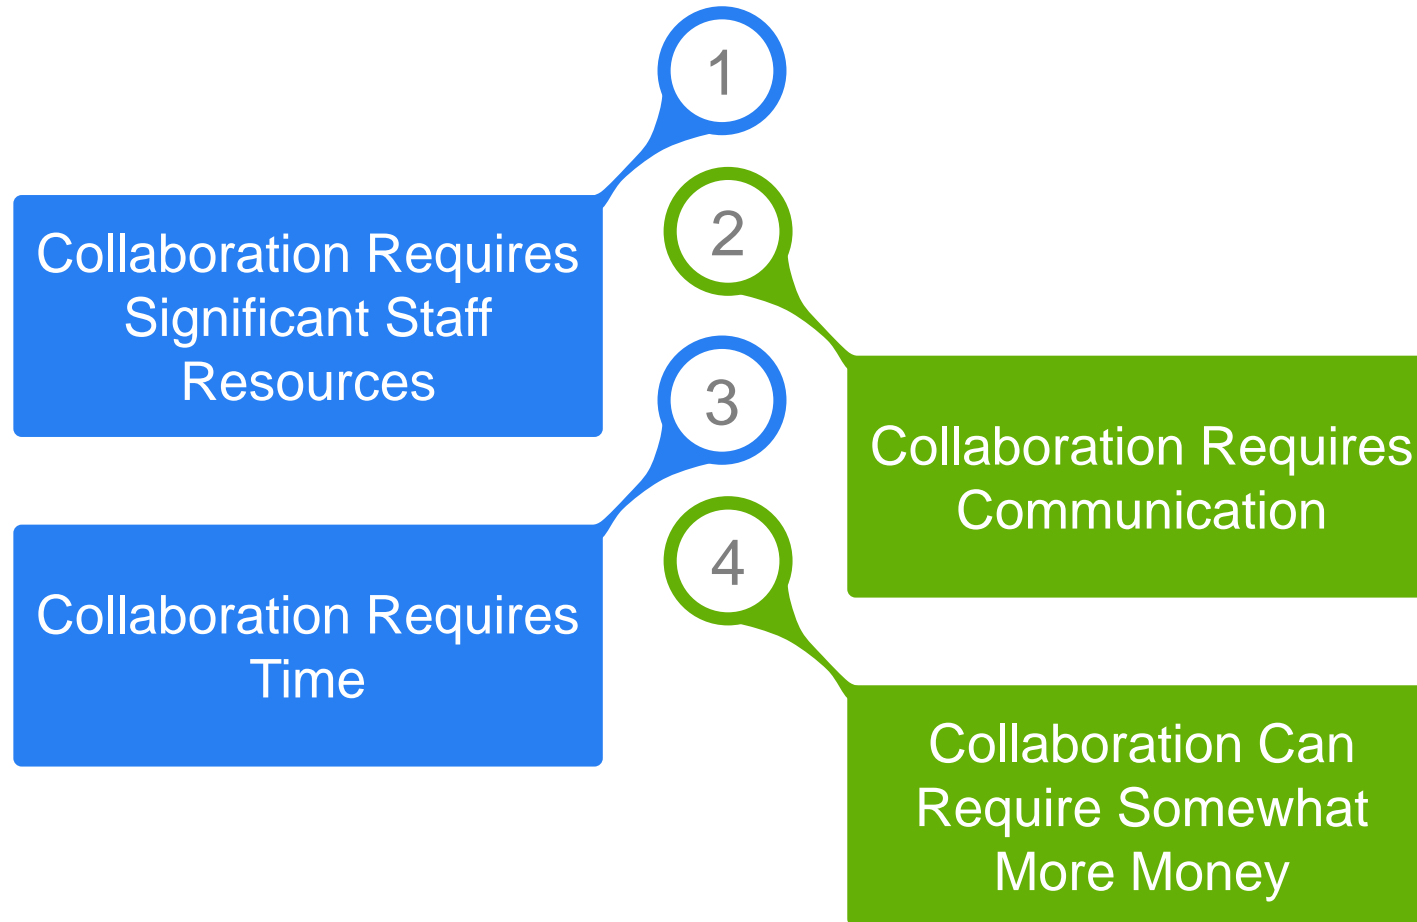 1
Collaboration Requires
Significant Staff
Resources
2
Collaboration Requires
Communication
3
Collaboration Requires
Time
4
Collaboration Can
Require Somewhat
More Money